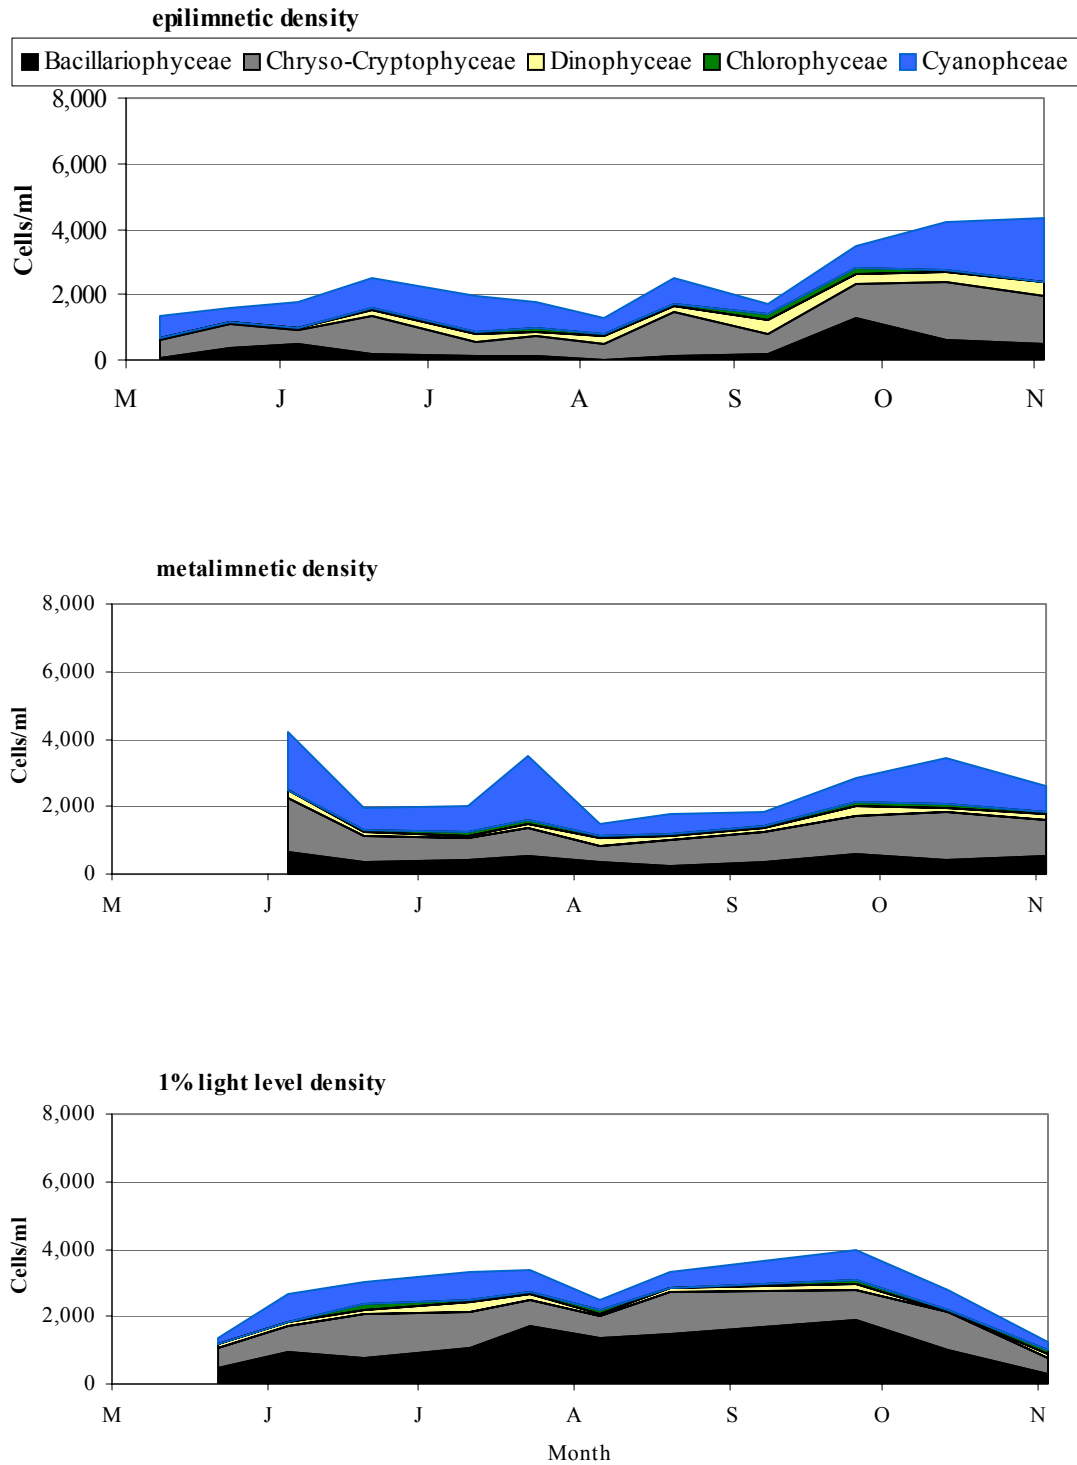 epilimnetic density
Bacillariophyceae Chryso-Cryptophyceae Dinophyceae Chlorophyceae Cyanophceae
8,000
6,000
4,000
2,000
0
Cells/ml
M J J A S O N
metalimnetic density
8,000
6,000
4,000
2,000
0
Cells/ml
M J J A S O N
1% light level density
8,000
6,000
4,000
2,000
0
Cells/ml
M J J A S O N
Month